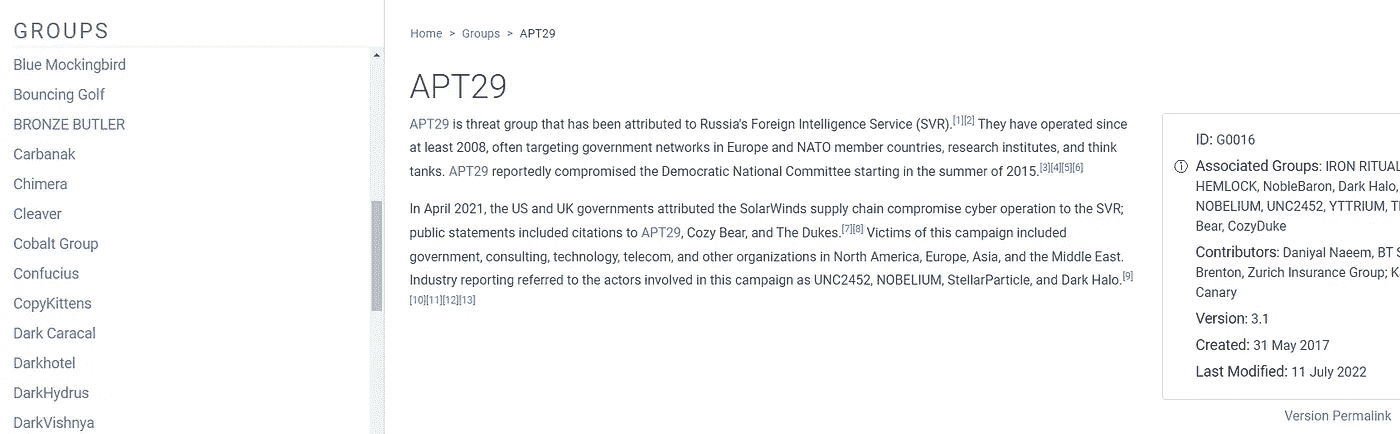 GROUPS
Blue Mockingbird
Bouncing Golf
BRONZE BUTLER
Carbanak
Chimera
Cleaver
Cobalt Group
Confucius
CopyKittens
Dark Caracal
Darkhotel
DarkHydrus
DarkVishnya
Home > Groups > APT29
APT29
APT29 is threat group that has been attributed to Russia's Foreign Intelligence Service (SVR).[1][2] They have operated since
at least 2008, often targeting government networks in Europe and NATO member countries, research institutes, and think
tanks. APT29 reportedly compromised the Democratic National Committee starting in the summer of 2015.[3][4][5][6]
In April 2021, the US and UK governments attributed the SolarWinds supply chain compromise cyber operation to the SVR;
public statements included citations to APT29, Cozy Bear, and The Dukes.[7][8] Victims of this campaign included
government, consulting, technology, telecom, and other organizations in North America, Europe, Asia, and the Middle East.
Industry reporting referred to the actors involved in this campaign as UNC2452, NOBELIUM, StellarParticle, and Dark Halo.[9]
[10][11][12][13]
ID: G0016
Associated Groups: IRON RITUAL
HEMLOCK, NobleBaron, Dark Halo,
NOBELIUM, UNC2452, YTTRIUM,
Bear, CozyDuke
Contributors: Daniyal Naeem, BT
Brenton, Zurich Insurance Group;
Canary
Version: 3.1
Created: 31 May 2017
Last Modified: 11 July 2022
Version Permalink